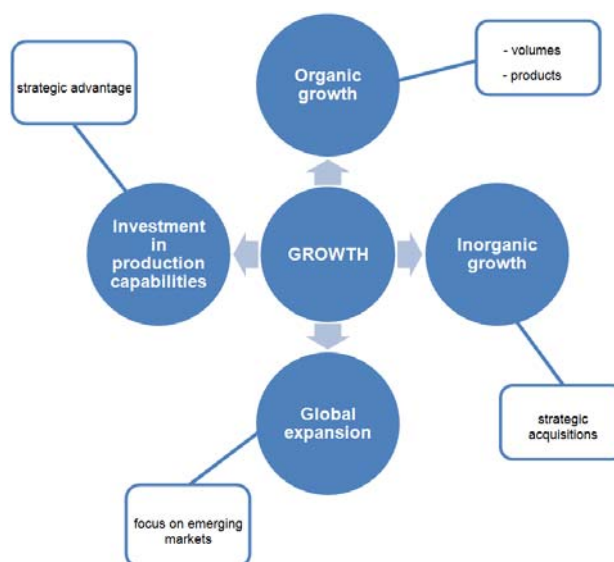 Organic
growth
- volumes
- products
strategic advantage
Investment
in
production
capabilities
GROWTH
Inorganic
growth
Global
expansion
strategic
acquisitions
focus on emerging
markets